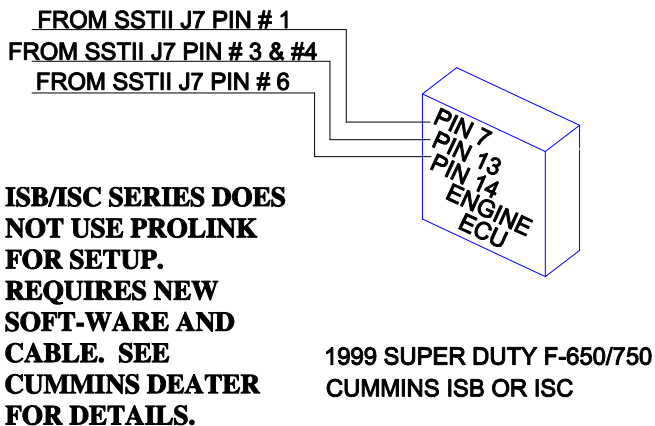 FROM SSTII J7 PIN # 1
FROM SSTII J7 PIN # 3 & #4
FROM SSTII J7 PIN # 6
PIN 7
PIN 13
PIN 14
ENGINE
ECU
ISB/ISC SERIES DOES
NOT USE PROLINK
FOR SETUP.
REQUIRES NEW
SOFT-WARE AND
CABLE.  SEE
CUMMINS DEATER
FOR DETAILS.
1999 SUPER DUTY F-650/750
CUMMINS ISB OR ISC